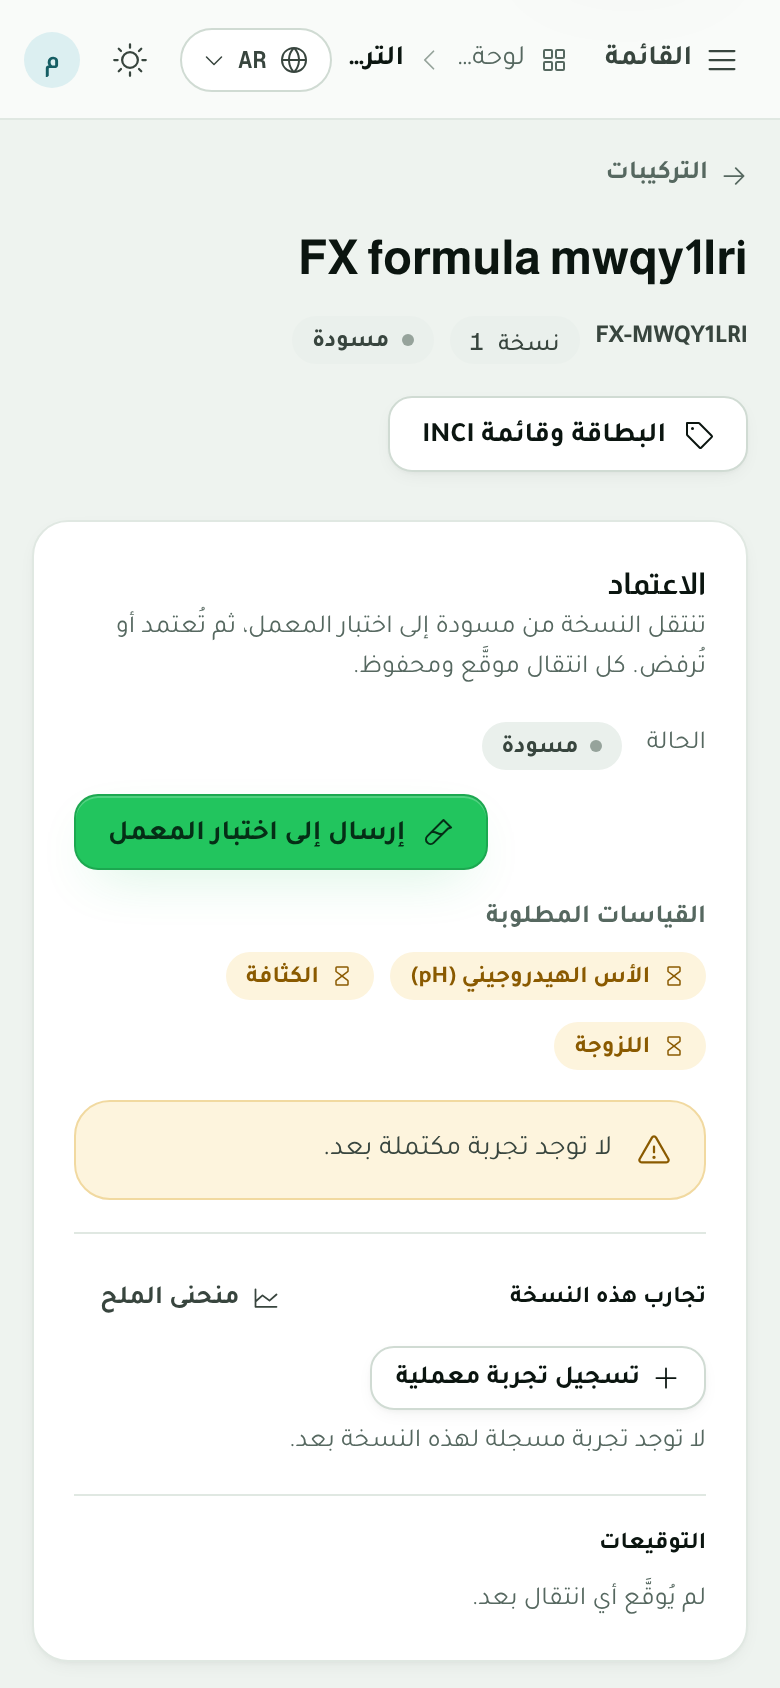 القائمة
لوحة...
التر...
AR
م
التركيبات
FX formula mwqy1lri
FX-MWQY1LRI
نسخة 1
مسودة
البطاقة وقائمة INCI
الاعتماد
تنتقل النسخة من مسودة إلى اختبار المعمل، ثم تُعتمد أو
تُرفض. كل انتقال موقَّع ومحفوظ.
الحالة
مسودة
إرسال إلى اختبار المعمل
القياسات المطلوبة
الأس الهيدروجيني (pH)
الكثافة
اللزوجة
لا توجد تجربة مكتملة بعد.
تجارب هذه النسخة
منحنى الملح
تسجيل تجربة معملية
لا توجد تجربة مسجلة لهذه النسخة بعد.
التوقيعات
لم يُوقَّع أي انتقال بعد.